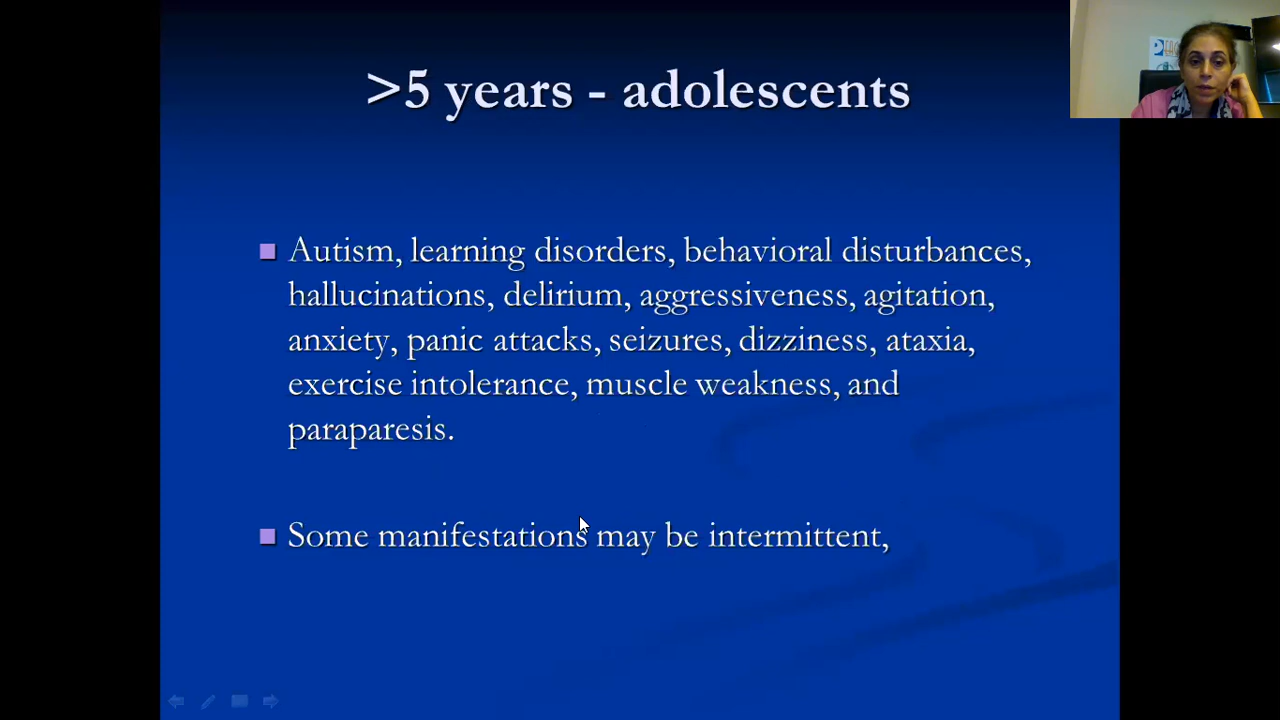 >5 years - adolescents
Autism, learning disorders, behavioral disturbances,
hallucinations, delirium, aggressiveness, agitation,
anxiety, panic attacks, seizures, dizziness, ataxia,
exercise intolerance, muscle weakness, and
paraparesis.
Some manifestations may be intermittent,